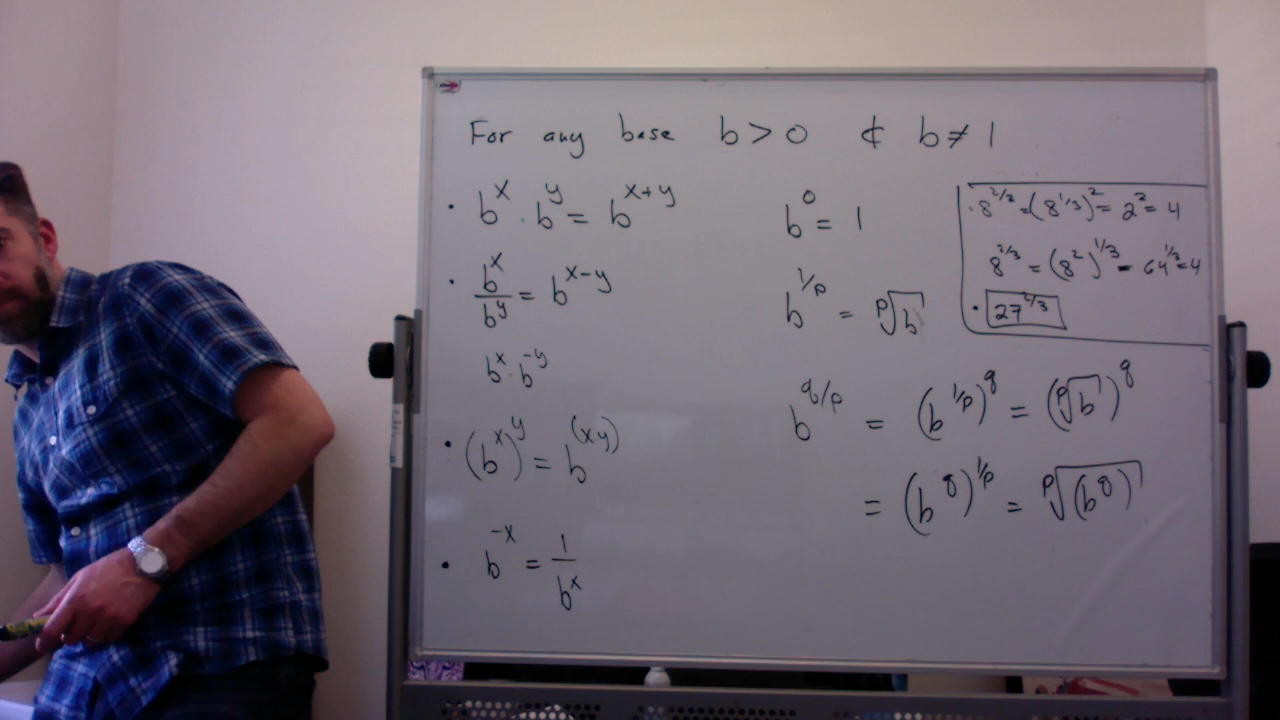 For any base b > 0 & b ≠ 1
• b^x · b^y = b^(x+y)
• b^x / b^y = b^(x-y)
b^x · b^(-y)
• (b^x)^y = b^(xy)
• b^(-x) = 1 / b^x
b^0 = 1
b^(1/p) = p√b
b^(q/p) = (b^(1/p))^q = (p√b)^q
= (b^q)^(1/p) = p√(b^q)
• 8^(2/3) = (8^(1/3))^2 = 2^2 = 4
8^(2/3) = (8^2)^(1/3) = 64^(1/3) = 4
• 27^(2/3)